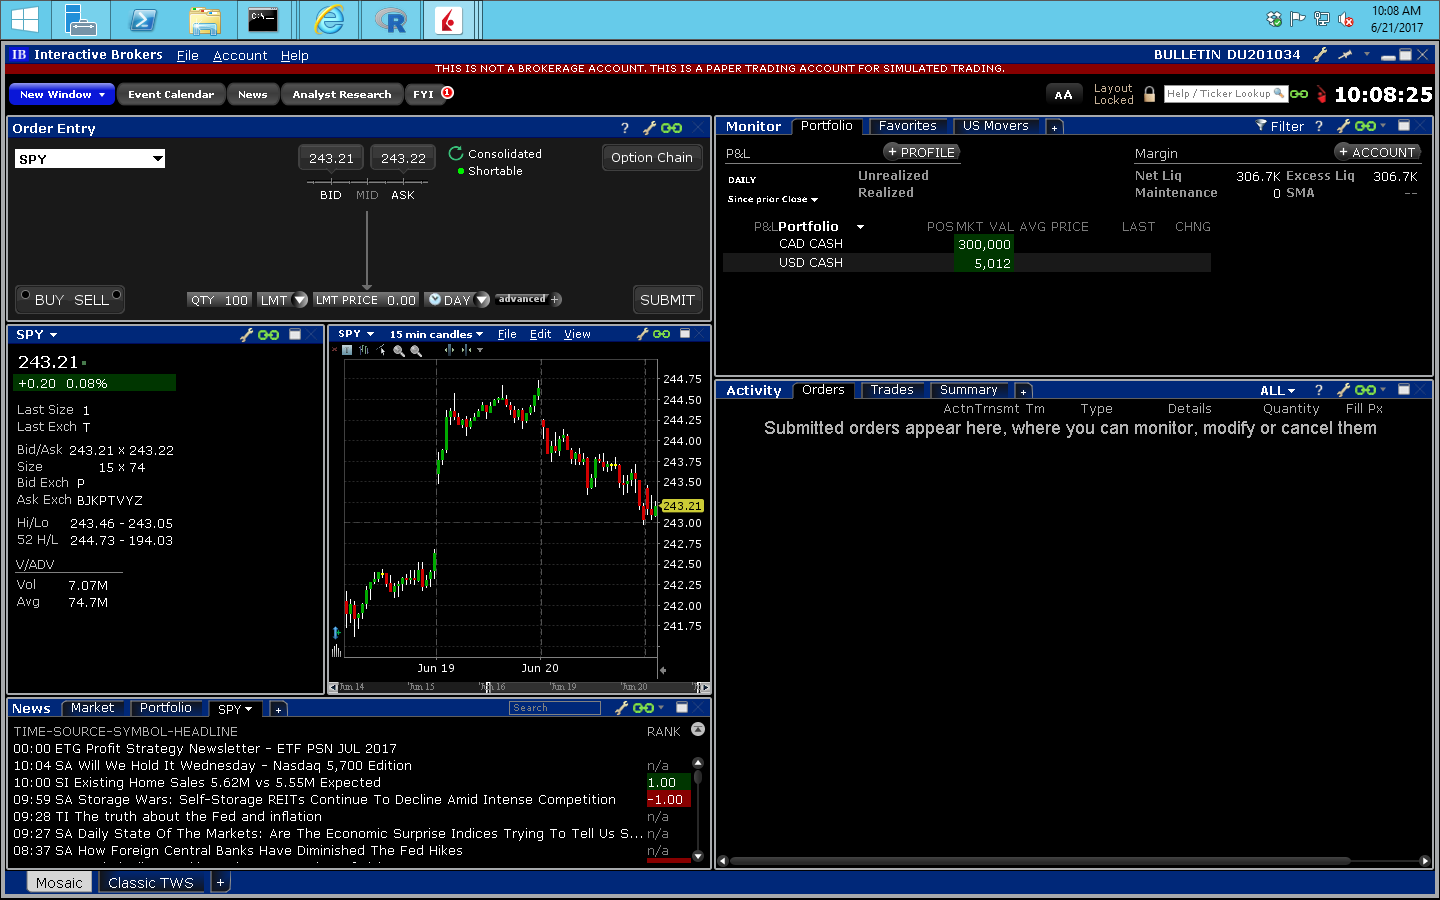 10:08 AM
6/21/2017
IB Interactive Brokers File Account Help
BULLETIN DU201034
THIS IS NOT A BROKERAGE ACCOUNT. THIS IS A PAPER TRADING ACCOUNT FOR SIMULATED TRADING.
New Window Event Calendar News Analyst Research FYI 1
AA Layout Locked Help / Ticker Lookup 10:08:25
Order Entry ?
SPY 243.21 243.22 Consolidated Option Chain
Shortable
BID MID ASK
BUY SELL QTY 100 LMT LMT PRICE 0.00 DAY advanced + SUBMIT
Monitor Portfolio Favorites US Movers + Filter ?
P&L + PROFILE Margin + ACCOUNT
DAILY Unrealized Net Liq 306.7K Excess Liq 306.7K
Since prior Close Realized Maintenance 0 SMA --
P&L Portfolio POS MKT VAL AVG PRICE LAST CHNG
CAD CASH 300,000
USD CASH 5,012
SPY
243.21
+0.20 0.08%
Last Size 1
Last Exch T
Bid/Ask 243.21 x 243.22
Size 15 x 74
Bid Exch P
Ask Exch BJKPTVYZ
Hi/Lo 243.46 - 243.05
52 H/L 244.73 - 194.03
V/ADV
Vol 7.07M
Avg 74.7M
SPY 15 min candles File Edit View
244.75
244.50
244.25
244.00
243.75
243.50
243.21
243.00
242.75
242.50
242.25
242.00
241.75
Jun 19 Jun 20
Jun 14 Jun 15 Jun 16 Jun 19 Jun 20
Activity Orders Trades Summary + ALL ?
Actn Trnsmt Tm Type Details Quantity Fill Px
Submitted orders appear here, where you can monitor, modify or cancel them
News Market Portfolio SPY + Search
TIME-SOURCE-SYMBOL-HEADLINE RANK
00:00 ETG Profit Strategy Newsletter - ETF PSN JUL 2017
10:04 SA Will We Hold It Wednesday - Nasdaq 5,700 Edition n/a
10:00 SI Existing Home Sales 5.62M vs 5.55M Expected 1.00
09:59 SA Storage Wars: Self-Storage REITs Continue To Decline Amid Intense Competition -1.00
09:28 TI The truth about the Fed and inflation n/a
09:27 SA Daily State Of The Markets: Are The Economic Surprise Indices Trying To Tell Us S... n/a
08:37 SA How Foreign Central Banks Have Diminished The Fed Hikes n/a
Mosaic Classic TWS +